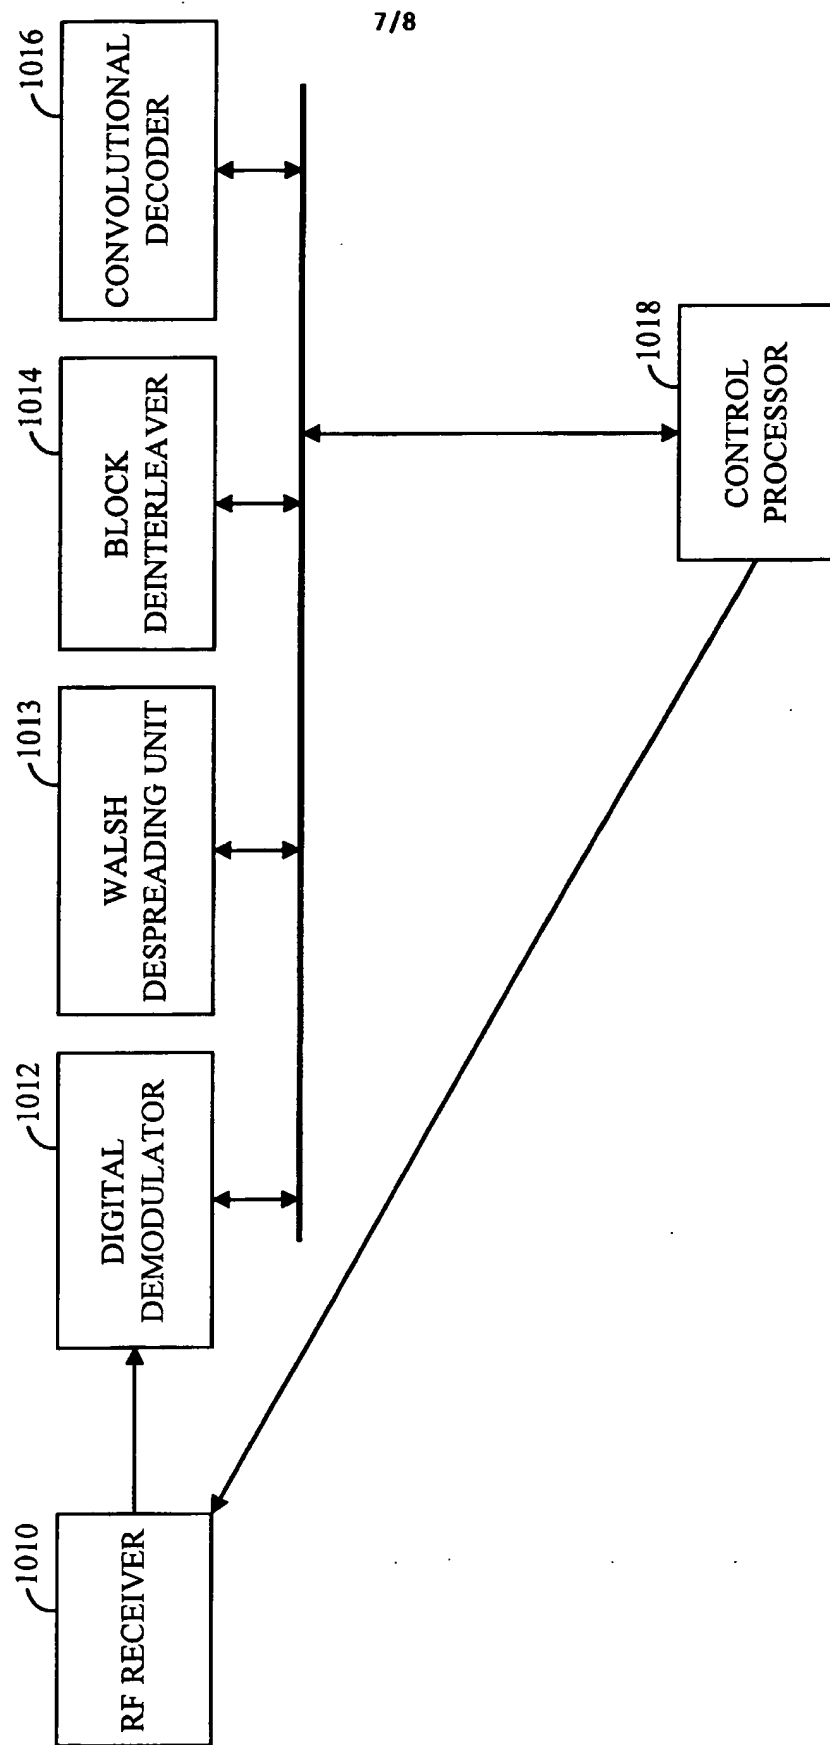 7/8
1010
RF RECEIVER
1012
DIGITAL
DEMODULATOR
1013
WALSH
DESPREADING UNIT
1014
BLOCK
DEINTERLEAVER
1016
CONVOLUTIONAL
DECODER
1018
CONTROL
PROCESSOR